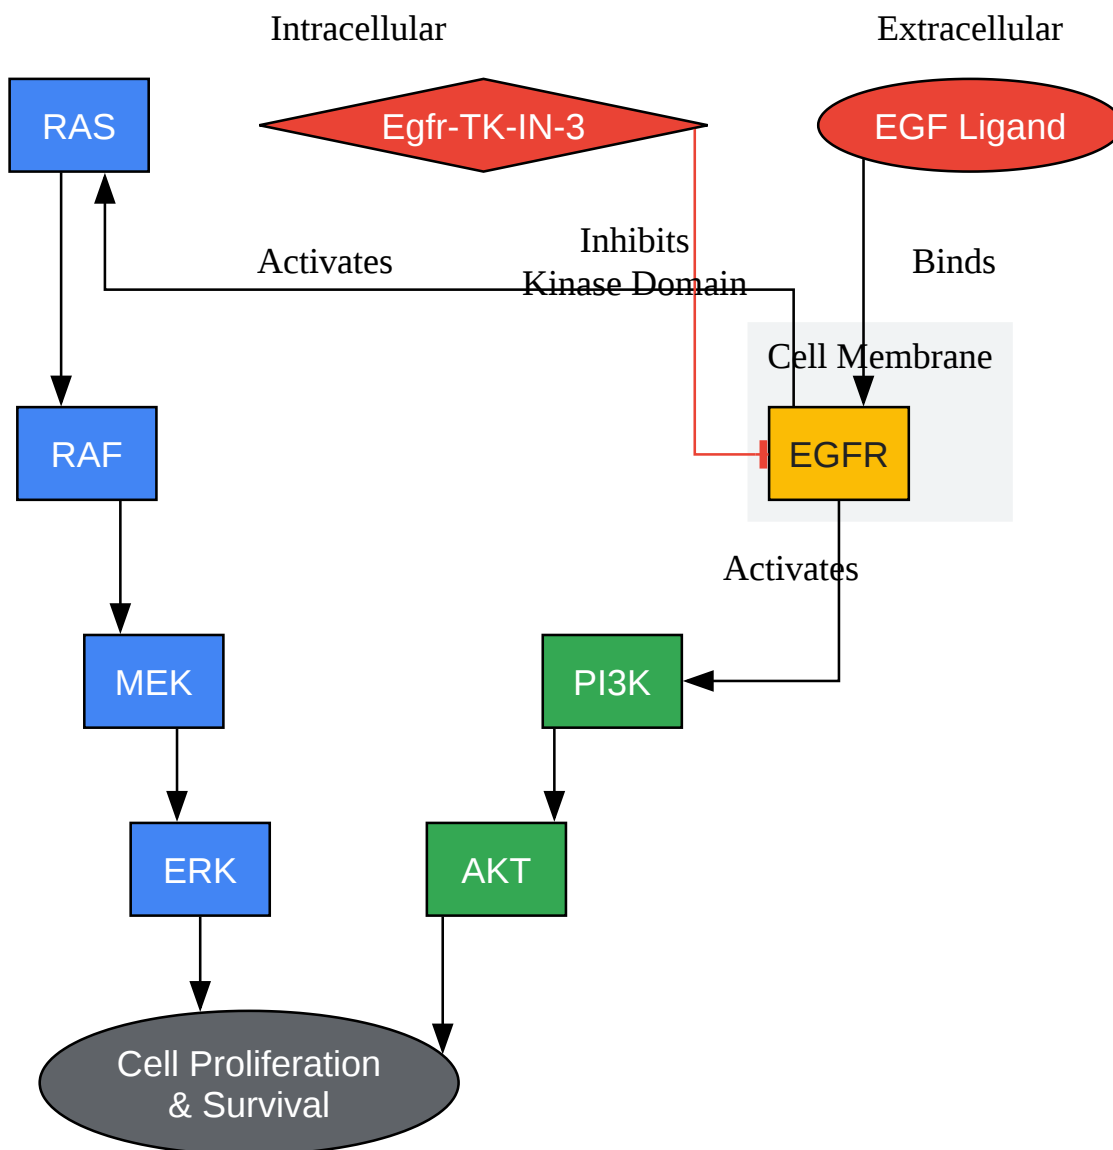 Intracellular
Extracellular
RAS
Egfr-TK-IN-3
EGF Ligand
Activates
Inhibits
Kinase Domain
Binds
Cell Membrane
RAF
EGFR
Activates
MEK
PI3K
ERK
AKT
Cell Proliferation
& Survival